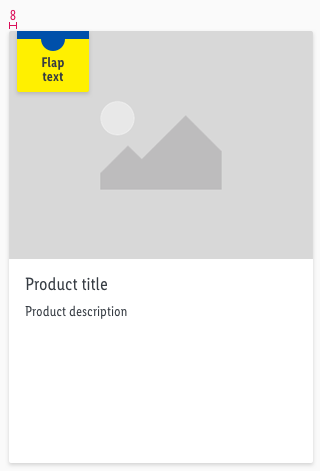 8
Flap
text
Product title
Product description